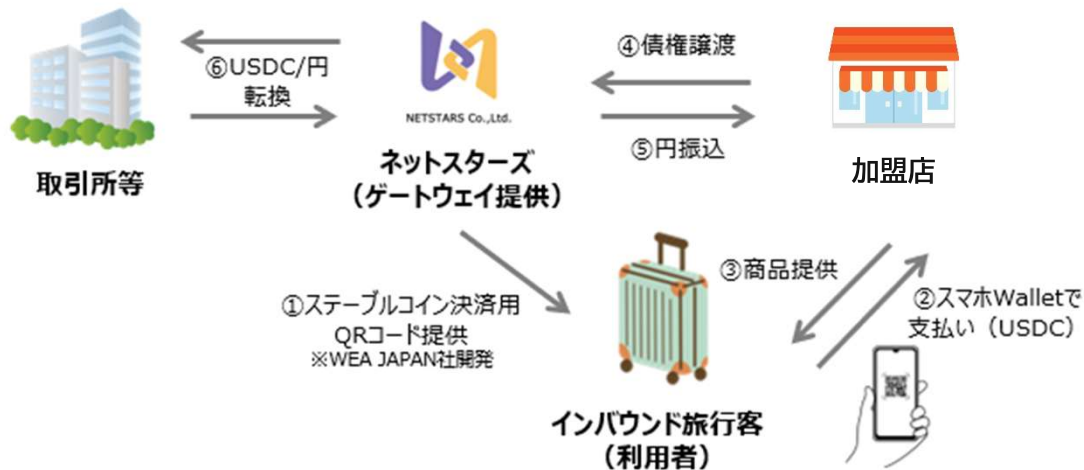 ⑥USDC/円
転換
取引所等
NETSTARS Co.,Ltd.
ネットスターズ
（ゲートウェイ提供）
④債権譲渡
⑤円振込
加盟店
①ステーブルコイン決済用
QRコード提供
※WEA JAPAN社開発
③商品提供
②スマホWalletで
支払い（USDC）
インバウンド旅行客
（利用者）